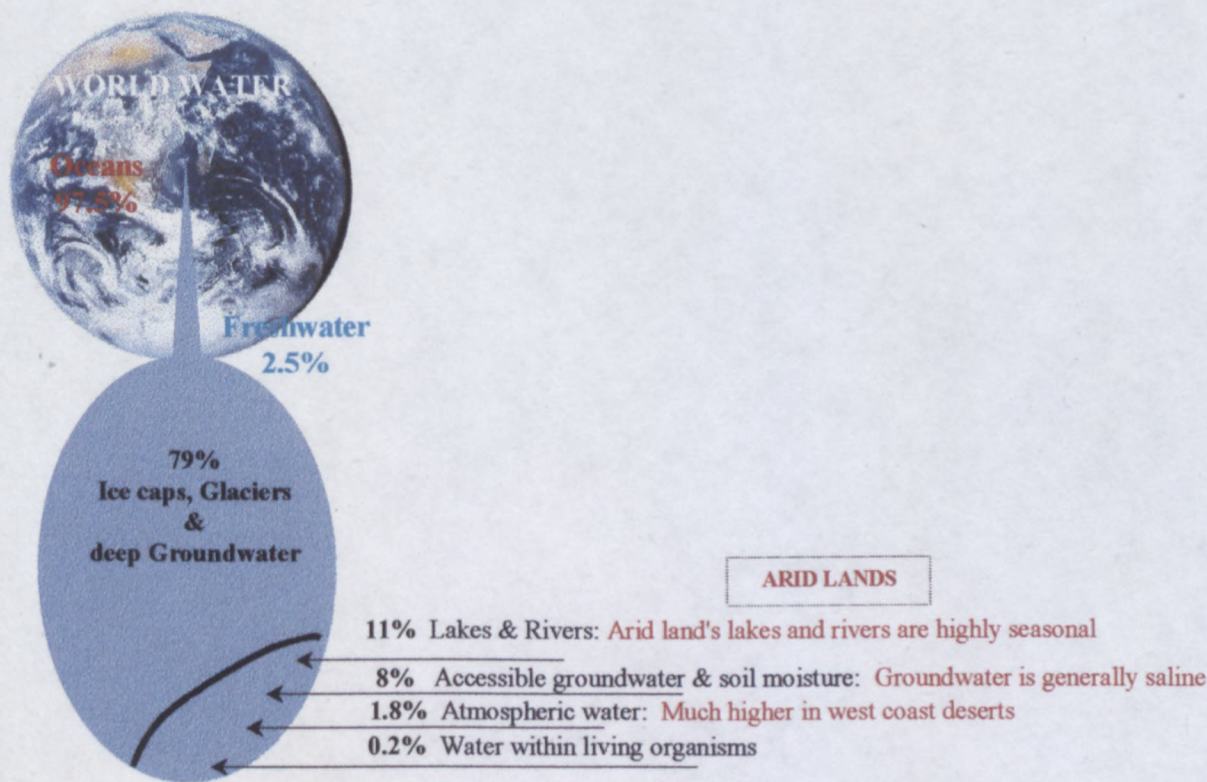 WORLD WATER
Oceans
97.5%
Freshwater
2.5%
79%
Ice caps, Glaciers
&
deep Groundwater
ARID LANDS
11% Lakes & Rivers: Arid land's lakes and rivers are highly seasonal
8% Accessible groundwater & soil moisture: Groundwater is generally saline
1.8% Atmospheric water: Much higher in west coast deserts
0.2% Water within living organisms